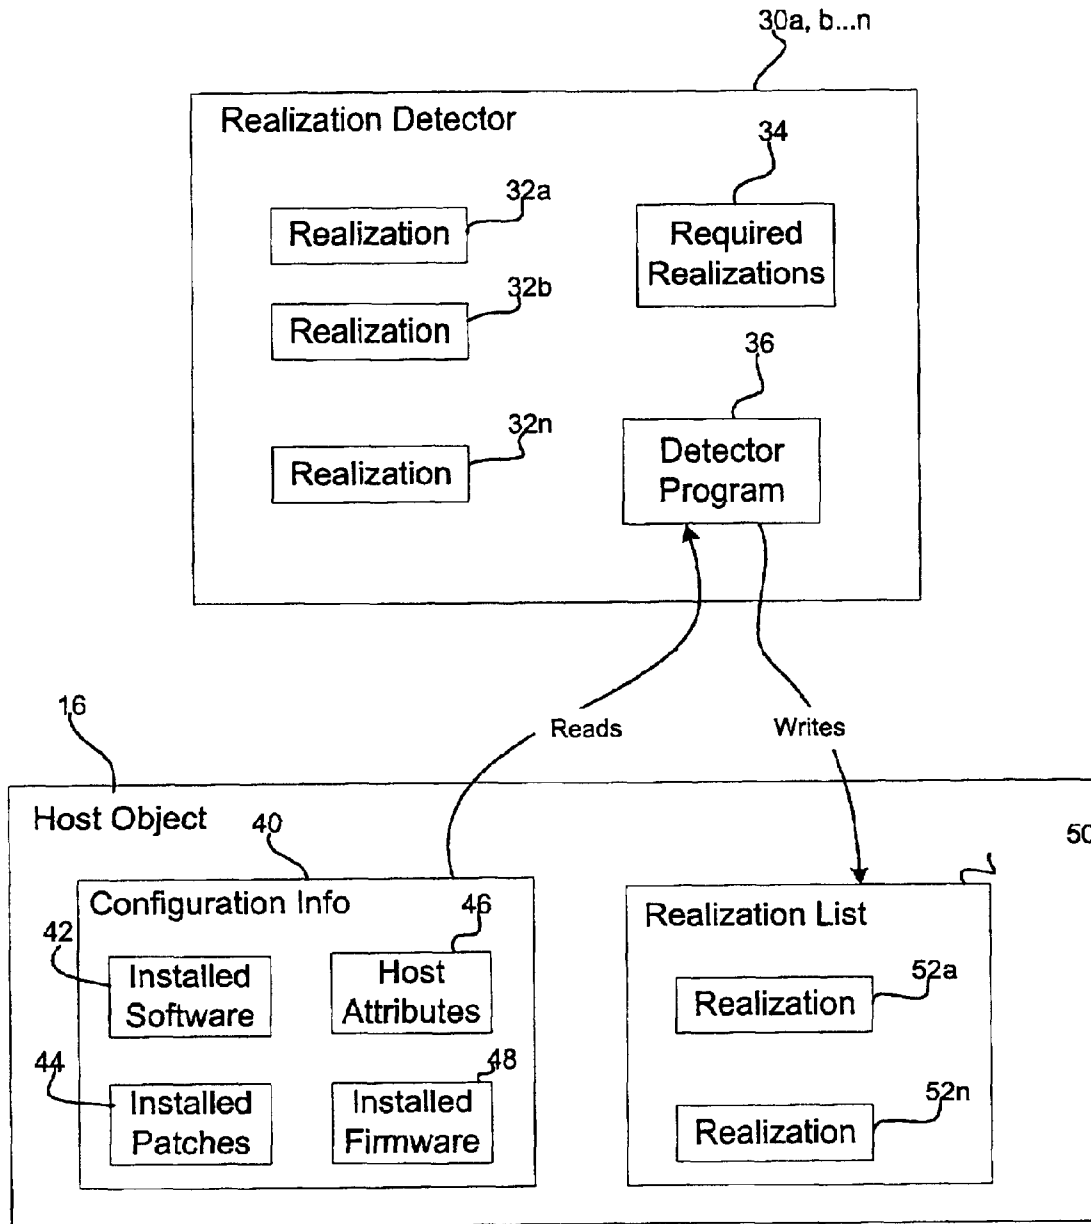 30a, b...n
Realization Detector
34
32a
Realization
Required
Realizations
32b
Realization
36
32n
Realization
Detector
Program
16
Reads
Writes
Host Object
40
50
Configuration Info
46
Realization List
42
Installed
Software
Host
Attributes
52a
Realization
44
Installed
Patches
48
Installed
Firmware
52n
Realization